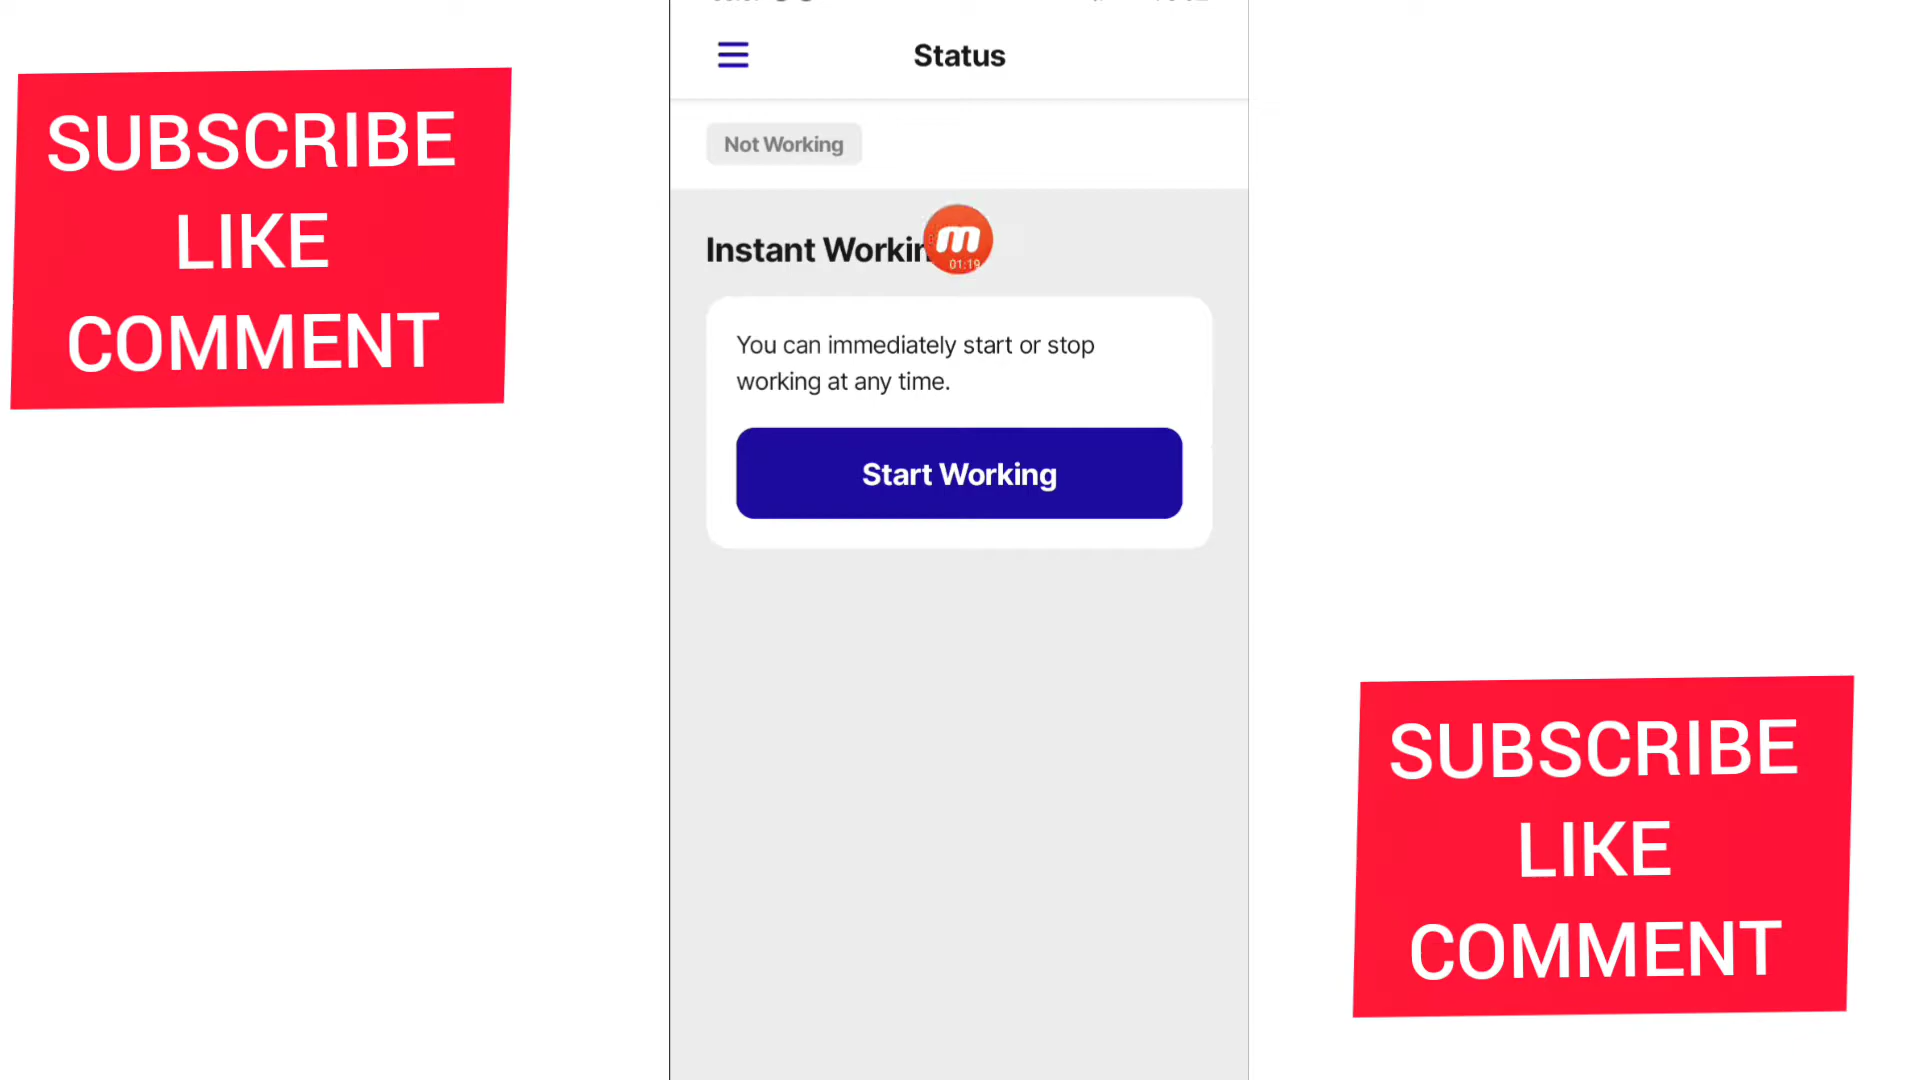 SUBSCRIBE
LIKE
COMMENT
Status
Not Working
Instant Workin
m
01:19
You can immediately start or stop
working at any time.
Start Working
SUBSCRIBE
LIKE
COMMENT